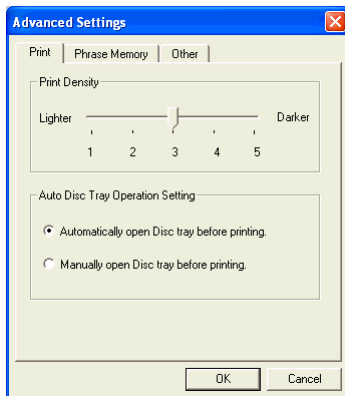 Advanced Settings
Print Phrase Memory Other
Print Density
Lighter Darker
1 2 3 4 5
Auto Disc Tray Operation Setting
Automatically open Disc tray before printing.
Manually open Disc tray before printing.
OK Cancel